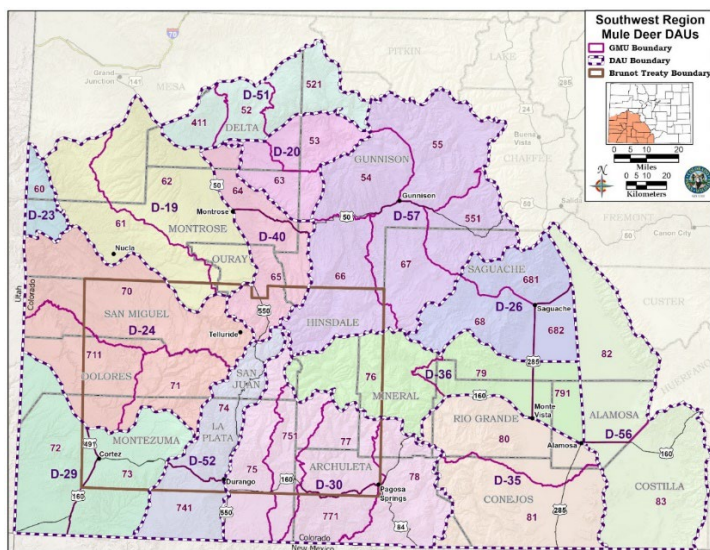 Southwest Region
Mule Deer DAUs
GMU Boundary
DAU Boundary
Brunot Treaty Boundary
0 5 10 20
Miles
0 5 10 20
Kilometers
N
PITKIN
LAKE
Grand
Junction
141
MESA
D-51
521
52
411
DELTA
285
Buena
Vista
CHAFFEE
53
D-20
GUNNISON
55
60
62
64
63
54
50
Gunnison
Salida
D-23
D-19
Montrose
50
D-57
FREMONT
61
MONTROSE
D-40
551
50
Canon City
Nucla
OURAY
65
66
67
SAGUACHE
681
Utah
Colorado
70
D-26
CUSTER
SAN MIGUEL
550
HINSDALE
Saguache
D-24
Telluride
68
682
82
HUERFANO
711
SAN
JUAN
76
D-36
79
285
DOLORES
71
MINERAL
160
791
74
Monte
Vista
ALAMOSA
LA
PLATA
RIO GRANDE
D-56
72
MONTEZUMA
751
77
80
Alamosa
160
491
Cortez
D-52
75
160
ARCHULETA
78
D-35
COSTILLA
D-29
73
Durango
D-30
Pagosa
Springs
CONEJOS
83
160
741
550
771
84
81
285
Colorado
New Mexico